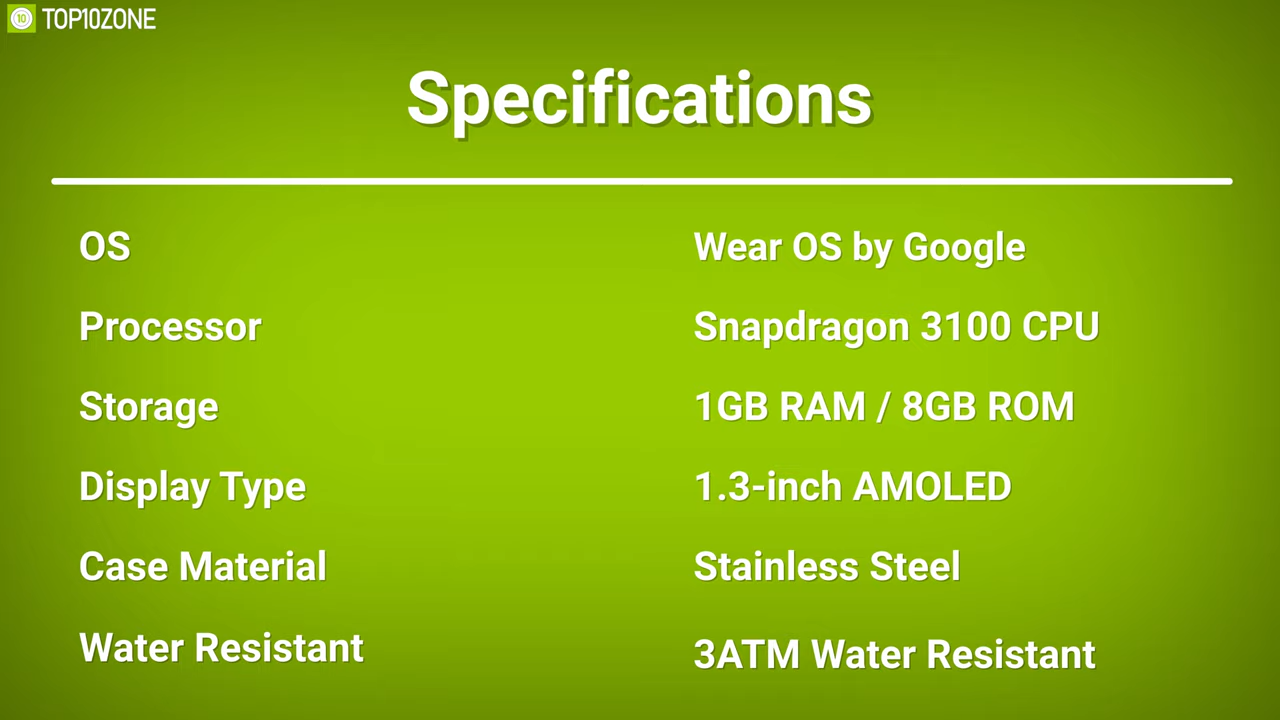 10 TOP10ZONE
Specifications
OS Wear OS by Google
Processor Snapdragon 3100 CPU
Storage 1GB RAM / 8GB ROM
Display Type 1.3-inch AMOLED
Case Material Stainless Steel
Water Resistant 3ATM Water Resistant